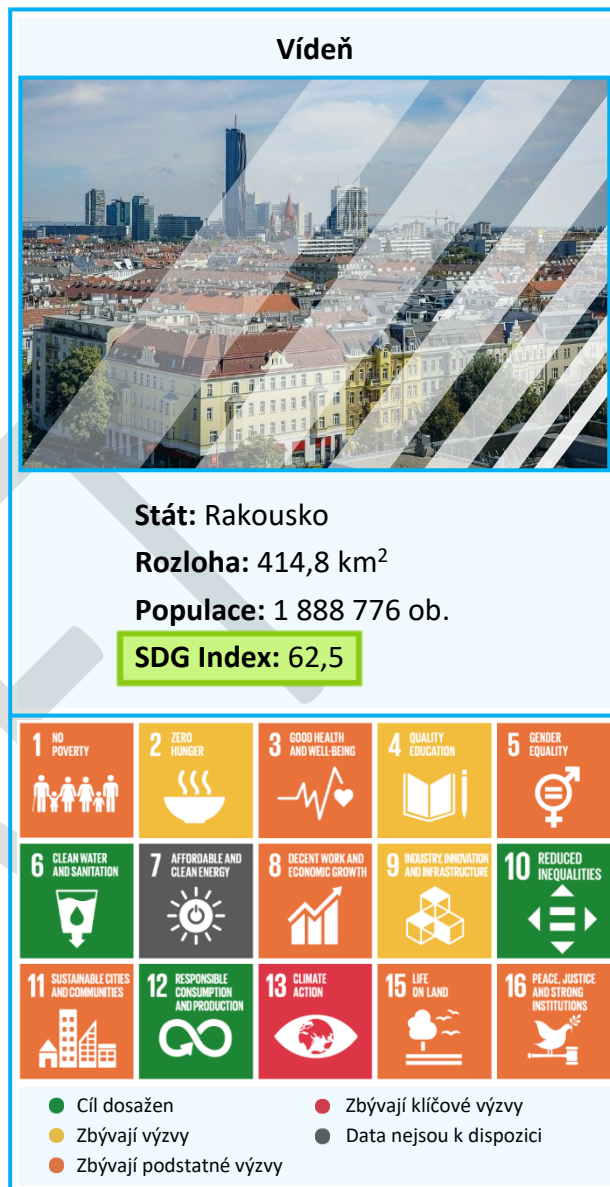 Vídeň
Stát: Rakousko
Rozloha: 414,8 km²
Populace: 1 888 776 ob.
SDG Index: 62,5
1 NO POVERTY
2 ZERO HUNGER
3 GOOD HEALTH AND WELL-BEING
4 QUALITY EDUCATION
5 GENDER EQUALITY
6 CLEAN WATER AND SANITATION
7 AFFORDABLE AND CLEAN ENERGY
8 DECENT WORK AND ECONOMIC GROWTH
9 INDUSTRY, INNOVATION AND INFRASTRUCTURE
10 REDUCED INEQUALITIES
11 SUSTAINABLE CITIES AND COMMUNITIES
12 RESPONSIBLE CONSUMPTION AND PRODUCTION
13 CLIMATE ACTION
15 LIFE ON LAND
16 PEACE, JUSTICE AND STRONG INSTITUTIONS
Cíl dosažen
Zbývají výzvy
Zbývají podstatné výzvy
Zbývají klíčové výzvy
Data nejsou k dispozici